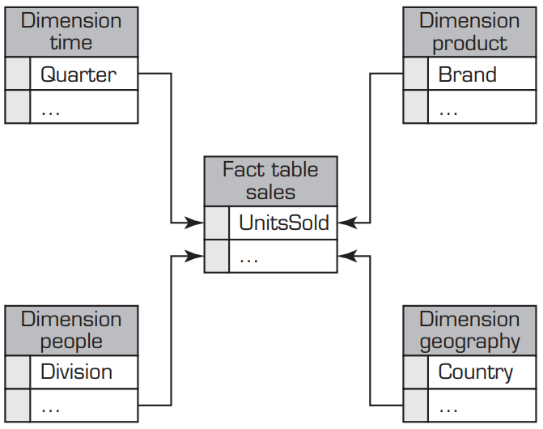 Dimension
time
Quarter
...
Dimension
product
Brand
...
Fact table
sales
UnitsSold
...
Dimension
people
Division
...
Dimension
geography
Country
...